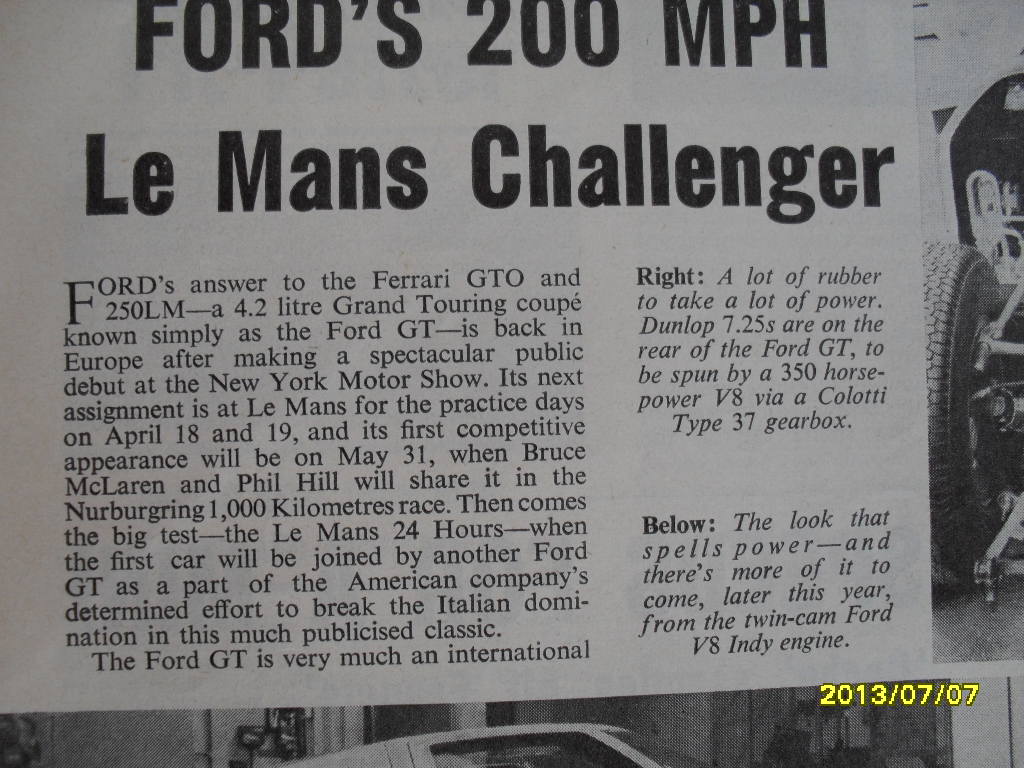 FORD'S 200 MPH
Le Mans Challenger
FORD's answer to the Ferrari GTO and
250LM—a 4.2 litre Grand Touring coupé
known simply as the Ford GT—is back in
Europe after making a spectacular public
debut at the New York Motor Show. Its next
assignment is at Le Mans for the practice days
on April 18 and 19, and its first competitive
appearance will be on May 31, when Bruce
McLaren and Phil Hill will share it in the
Nurburgring 1,000 Kilometres race. Then comes
the big test—the Le Mans 24 Hours—when
the first car will be joined by another Ford
GT as a part of the American company's
determined effort to break the Italian domi-
nation in this much publicised classic.
The Ford GT is very much an international
Right: A lot of rubber
to take a lot of power.
Dunlop 7.25s are on the
rear of the Ford GT, to
be spun by a 350 horse-
power V8 via a Colotti
Type 37 gearbox.
Below: The look that
spells power—and
there's more of it to
come, later this year,
from the twin-cam Ford
V8 Indy engine.
2013/07/07